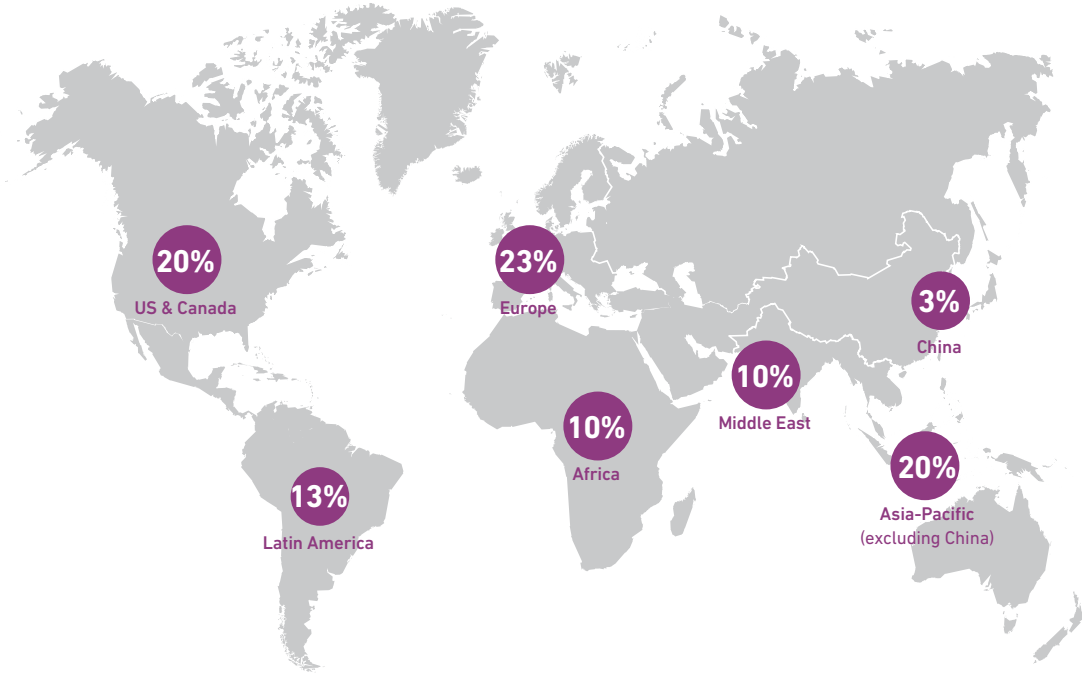 20%
US & Canada
23%
Europe
3%
China
10%
Middle East
10%
Africa
20%
Asia-Pacific
(excluding China)
13%
Latin America